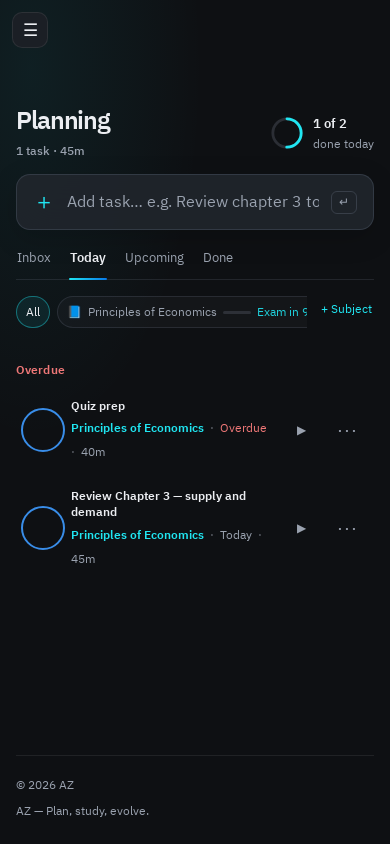 ☰
Planning
1 task · 45m
1 of 2
done today
+ Add task... e.g. Review chapter 3 to ↵
Inbox Today Upcoming Done
All 📘 Principles of Economics Exam in 9 + Subject
Overdue
Quiz prep
Principles of Economics · Overdue
· 40m
▶ ···
Review Chapter 3 — supply and
demand
Principles of Economics · Today ·
45m
▶ ···
© 2026 AZ
AZ — Plan, study, evolve.